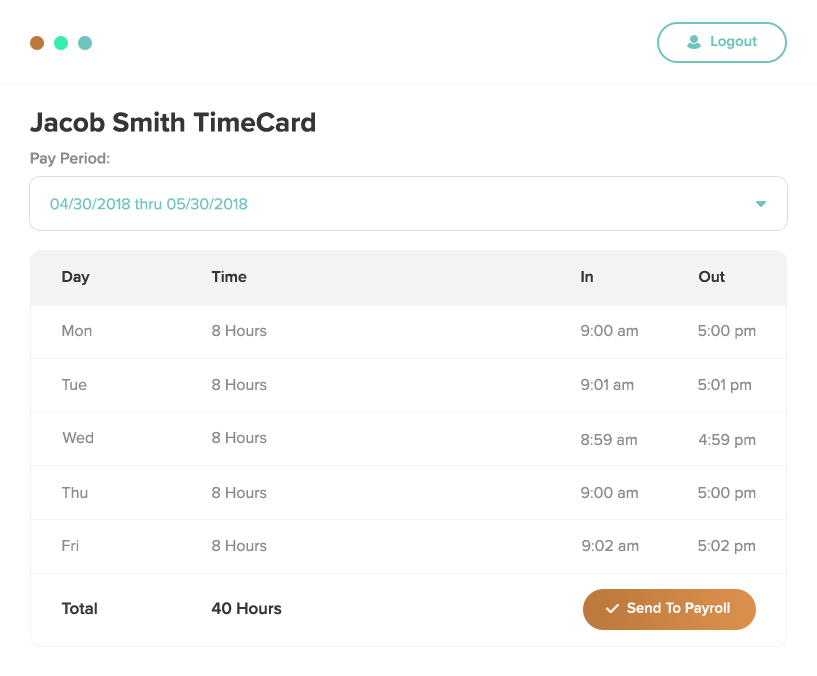 Logout
Jacob Smith TimeCard
Pay Period:
04/30/2018 thru 05/30/2018
Day Time In Out
Mon 8 Hours 9:00 am 5:00 pm
Tue 8 Hours 9:01 am 5:01 pm
Wed 8 Hours 8:59 am 4:59 pm
Thu 8 Hours 9:00 am 5:00 pm
Fri 8 Hours 9:02 am 5:02 pm
Total 40 Hours Send To Payroll